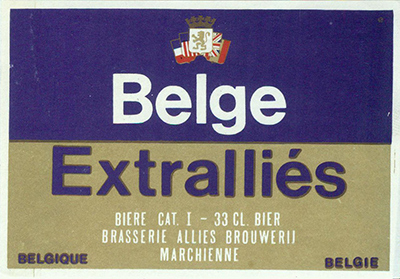 Belge
Extralliés
BIERE CAT. I - 33 CL. BIER
BRASSERIE ALLIES BROUWERIJ
MARCHIENNE
BELGIQUE
BELGIE